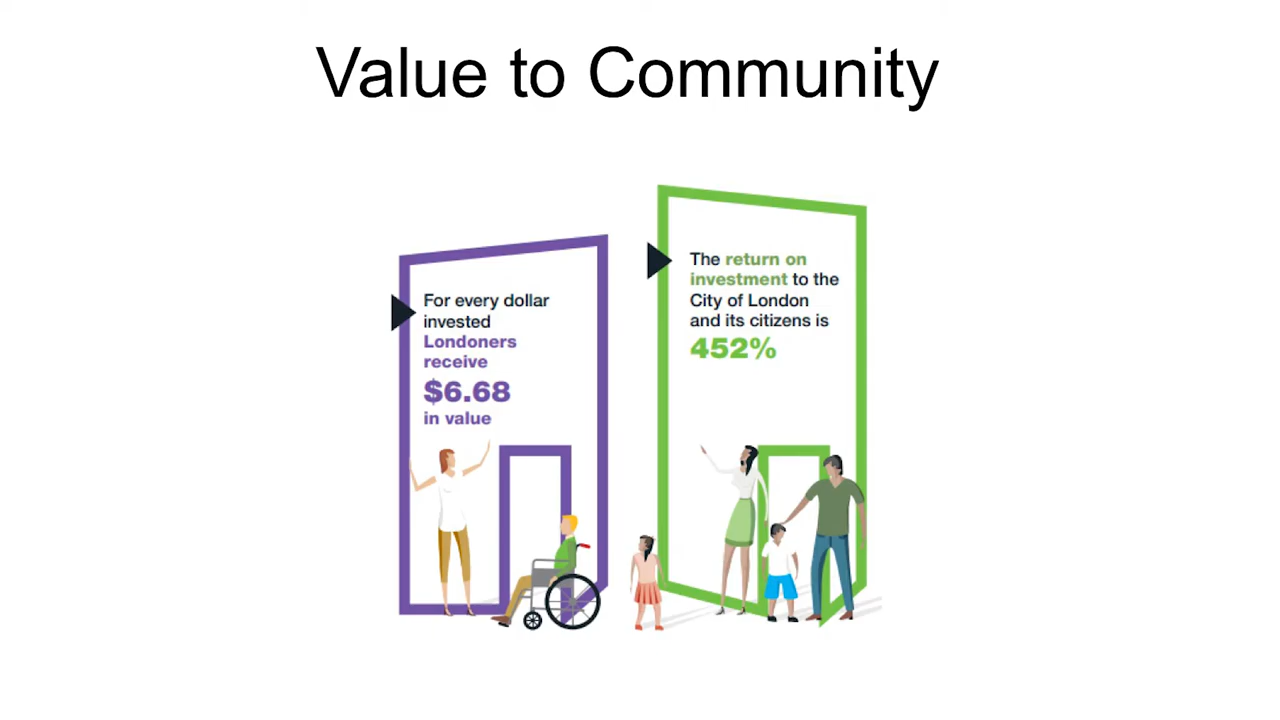 Value to Community
For every dollar
invested
Londoners
receive
$6.68
in value
The return on
investment to the
City of London
and its citizens is
452%